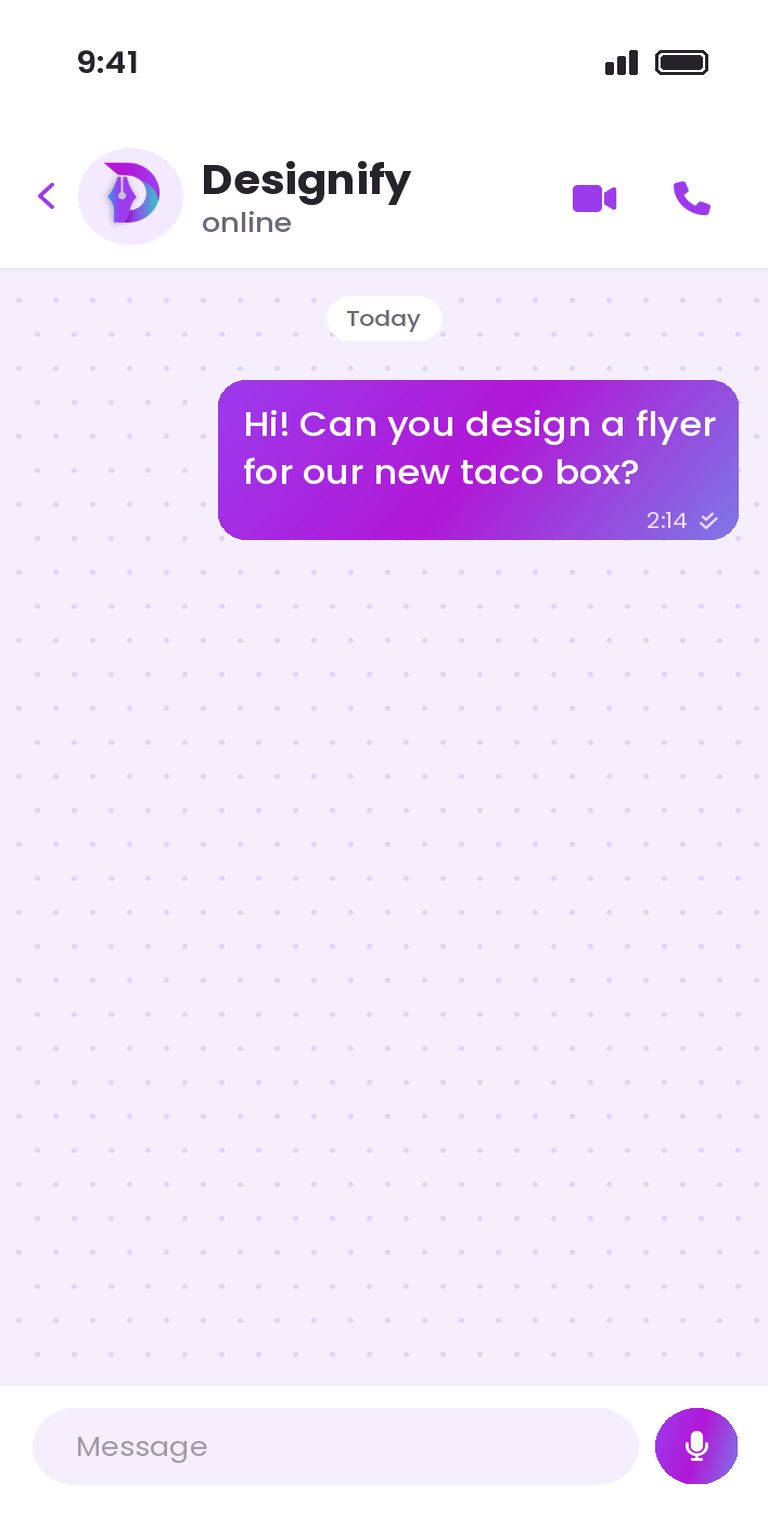 9:41
Designify
online
Today
Hi! Can you design a flyer
for our new taco box?
2:14
Message